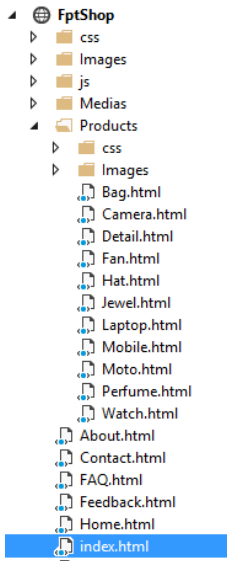 FptShop
css
Images
js
Medias
Products
css
Images
Bag.html
Camera.html
Detail.html
Fan.html
Hat.html
Jewel.html
Laptop.html
Mobile.html
Moto.html
Perfume.html
Watch.html
About.html
Contact.html
FAQ.html
Feedback.html
Home.html
index.html